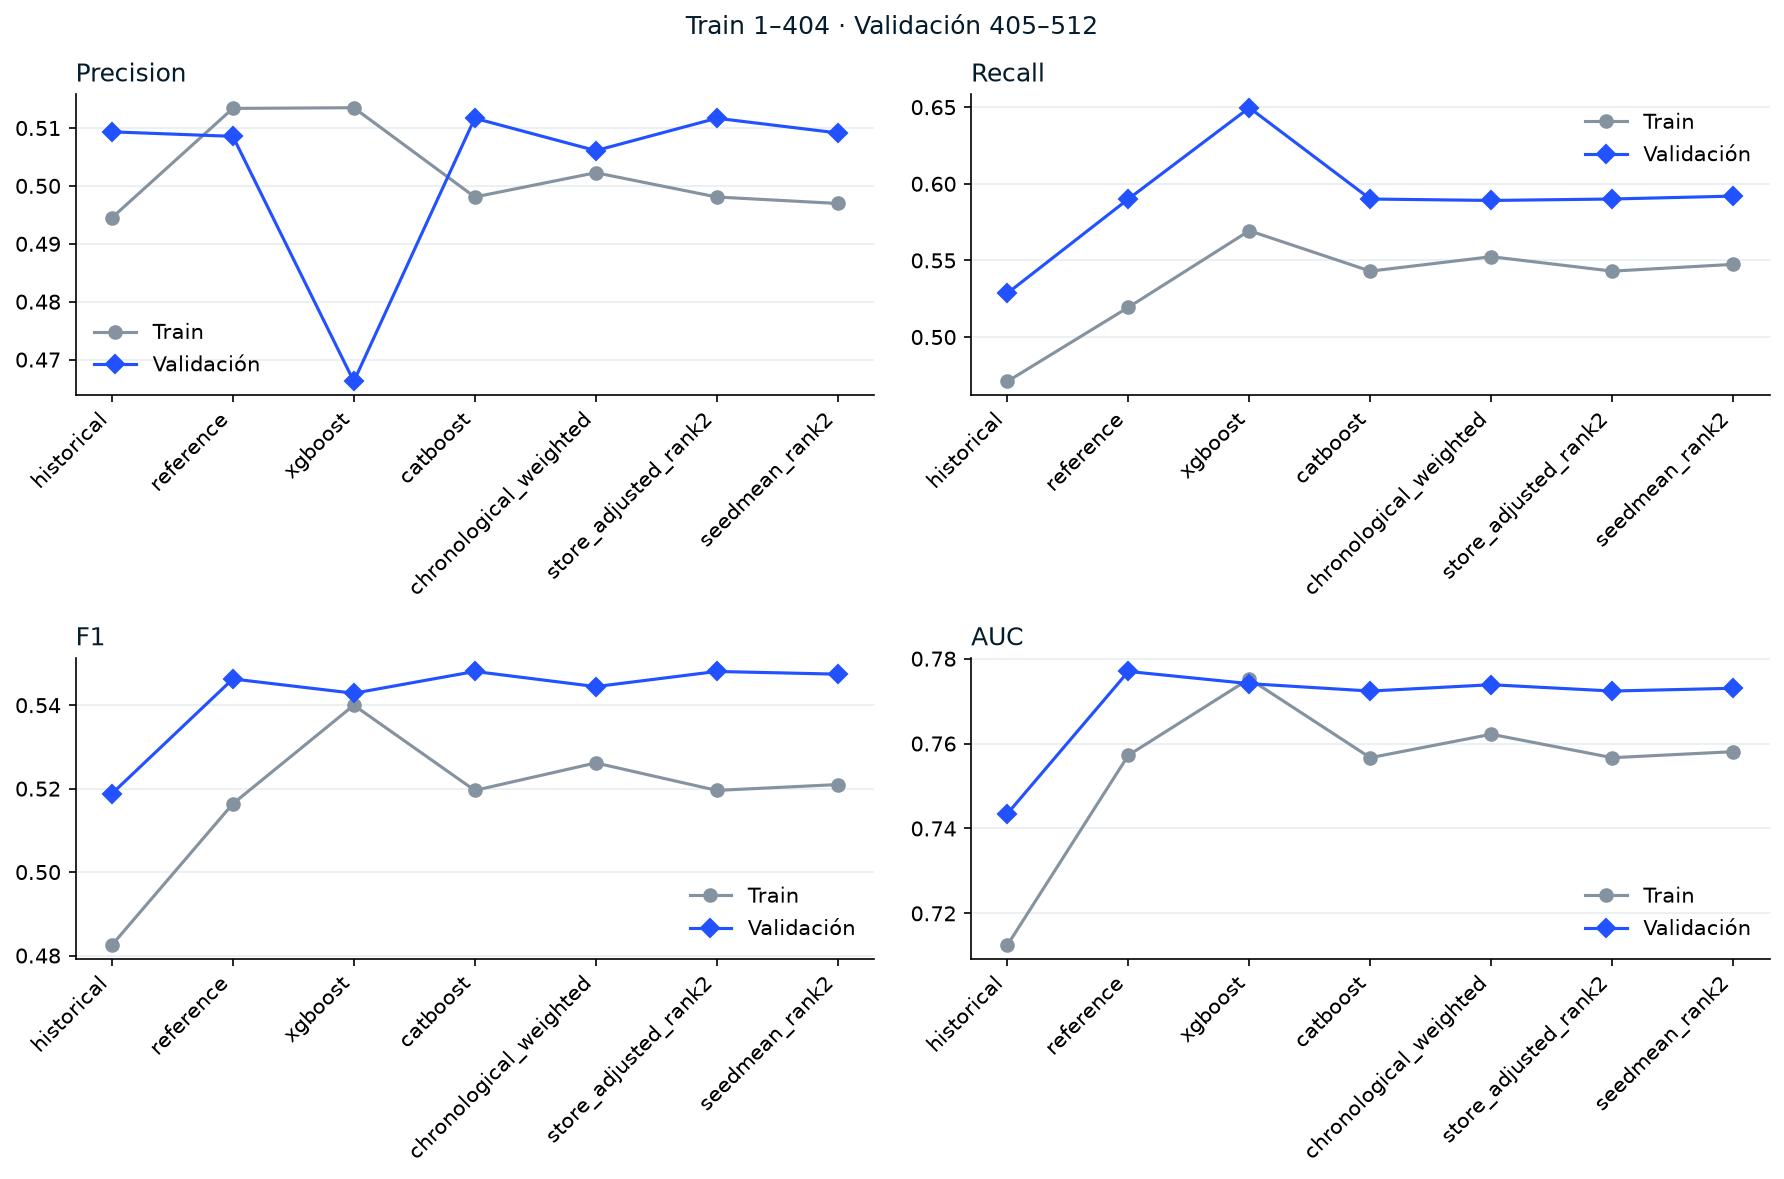 Train 1–404 · Validación 405–512
Precision
0.51
0.50
0.49
0.48
0.47
Train
Validación
historical
reference
xgboost
catboost
chronological_weighted
store_adjusted_rank2
seedmean_rank2
Recall
0.65
0.60
0.55
0.50
Train
Validación
historical
reference
xgboost
catboost
chronological_weighted
store_adjusted_rank2
seedmean_rank2
F1
0.54
0.52
0.50
0.48
Train
Validación
historical
reference
xgboost
catboost
chronological_weighted
store_adjusted_rank2
seedmean_rank2
AUC
0.78
0.76
0.74
0.72
Train
Validación
historical
reference
xgboost
catboost
chronological_weighted
store_adjusted_rank2
seedmean_rank2